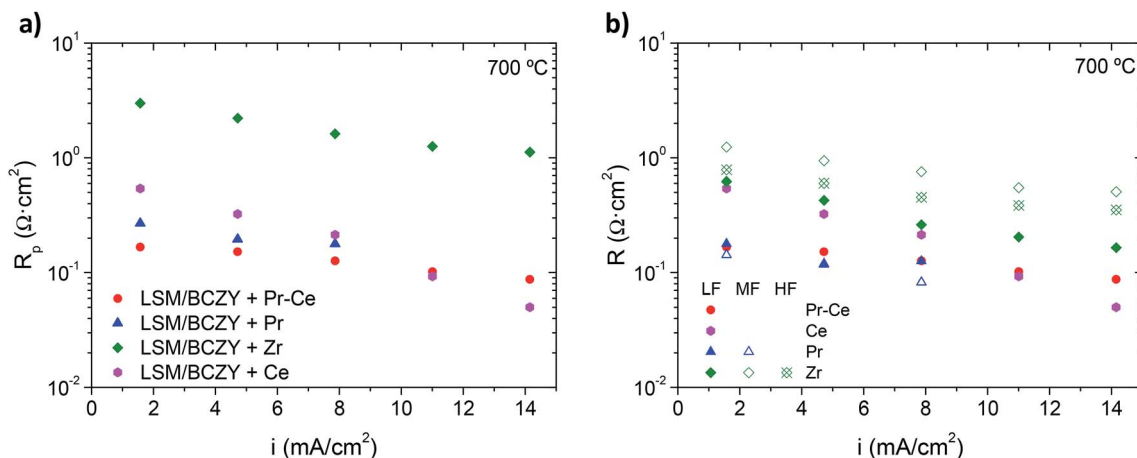 a)
10¹
10⁰
10⁻¹
10⁻²
Rₚ (Ω·cm²)
700 ºC
LSM/BCZY + Pr-Ce
LSM/BCZY + Pr
LSM/BCZY + Zr
LSM/BCZY + Ce
0 2 4 6 8 10 12 14
i (mA/cm²)
b)
10¹
10⁰
10⁻¹
10⁻²
R (Ω·cm²)
700 ºC
LF MF HF
Pr-Ce
Ce
Pr
Zr
0 2 4 6 8 10 12 14
i (mA/cm²)